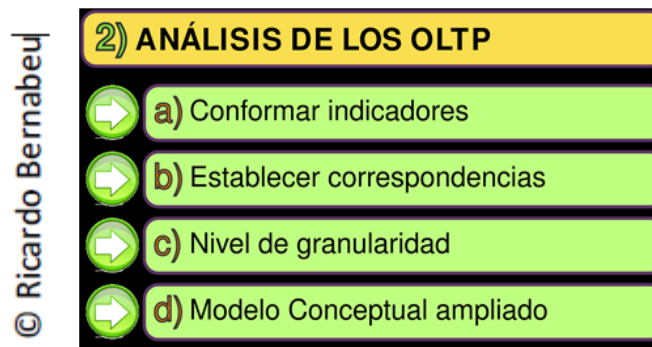 © Ricardo Bernabeu
2) ANÁLISIS DE LOS OLTP
a) Conformar indicadores
b) Establecer correspondencias
c) Nivel de granularidad
d) Modelo Conceptual ampliado